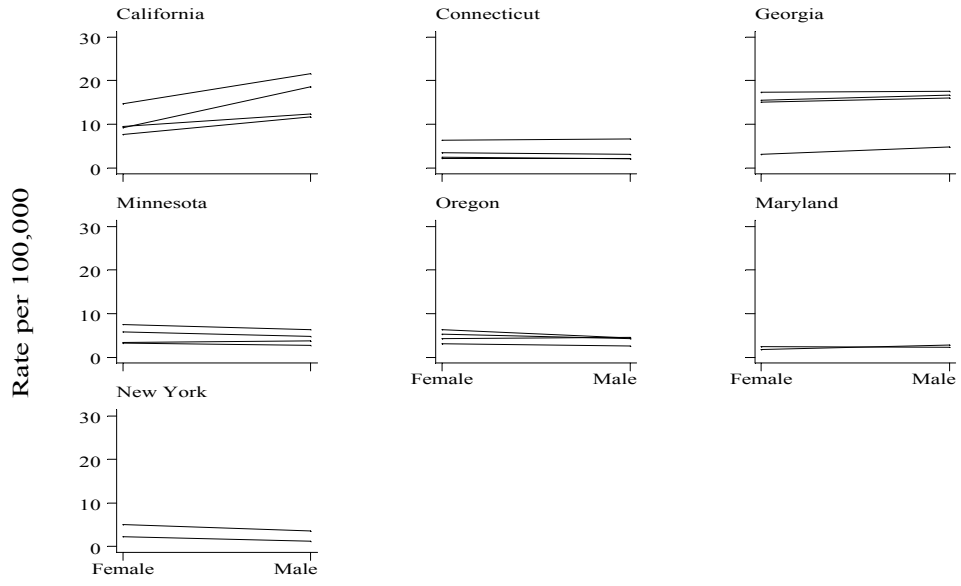 California
Connecticut
Georgia
30
20
10
0
Rate per 100,000
Minnesota
Oregon
Maryland
30
20
10
0
Female Male
Female Male
New York
30
20
10
0
Female Male